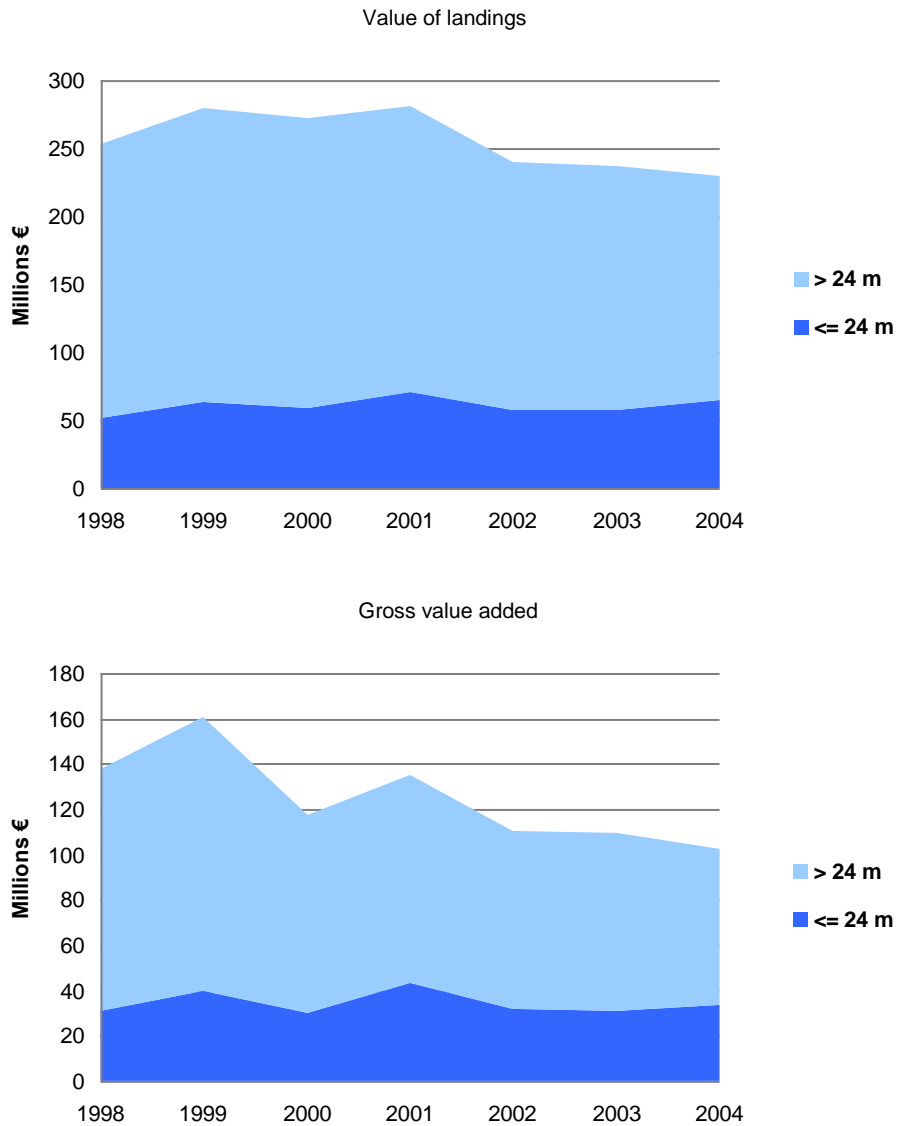 Value of landings
300
250
200
150
100
50
0
Millions €
1998 1999 2000 2001 2002 2003 2004
> 24 m
<= 24 m
Gross value added
180
160
140
120
100
80
60
40
20
0
Millions €
1998 1999 2000 2001 2002 2003 2004
> 24 m
<= 24 m